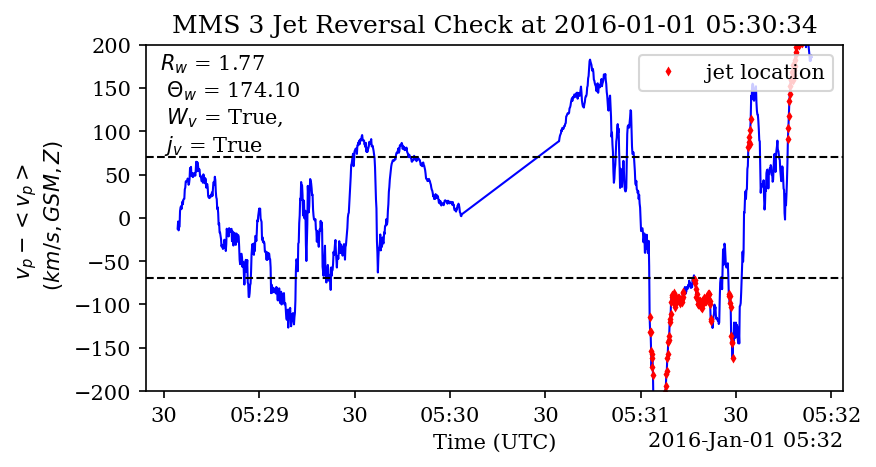 MMS 3 Jet Reversal Check at 2016-01-01 05:30:34
R_w = 1.77
Θ_w = 174.10
W_v = True,
j_v = True
jet location
v_p − < v_p >
(km/s, GSM, Z)
200
150
100
50
0
−50
−100
−150
−200
30 05:29 30 05:30 30 05:31 30 05:32
Time (UTC)
2016-Jan-01 05:32